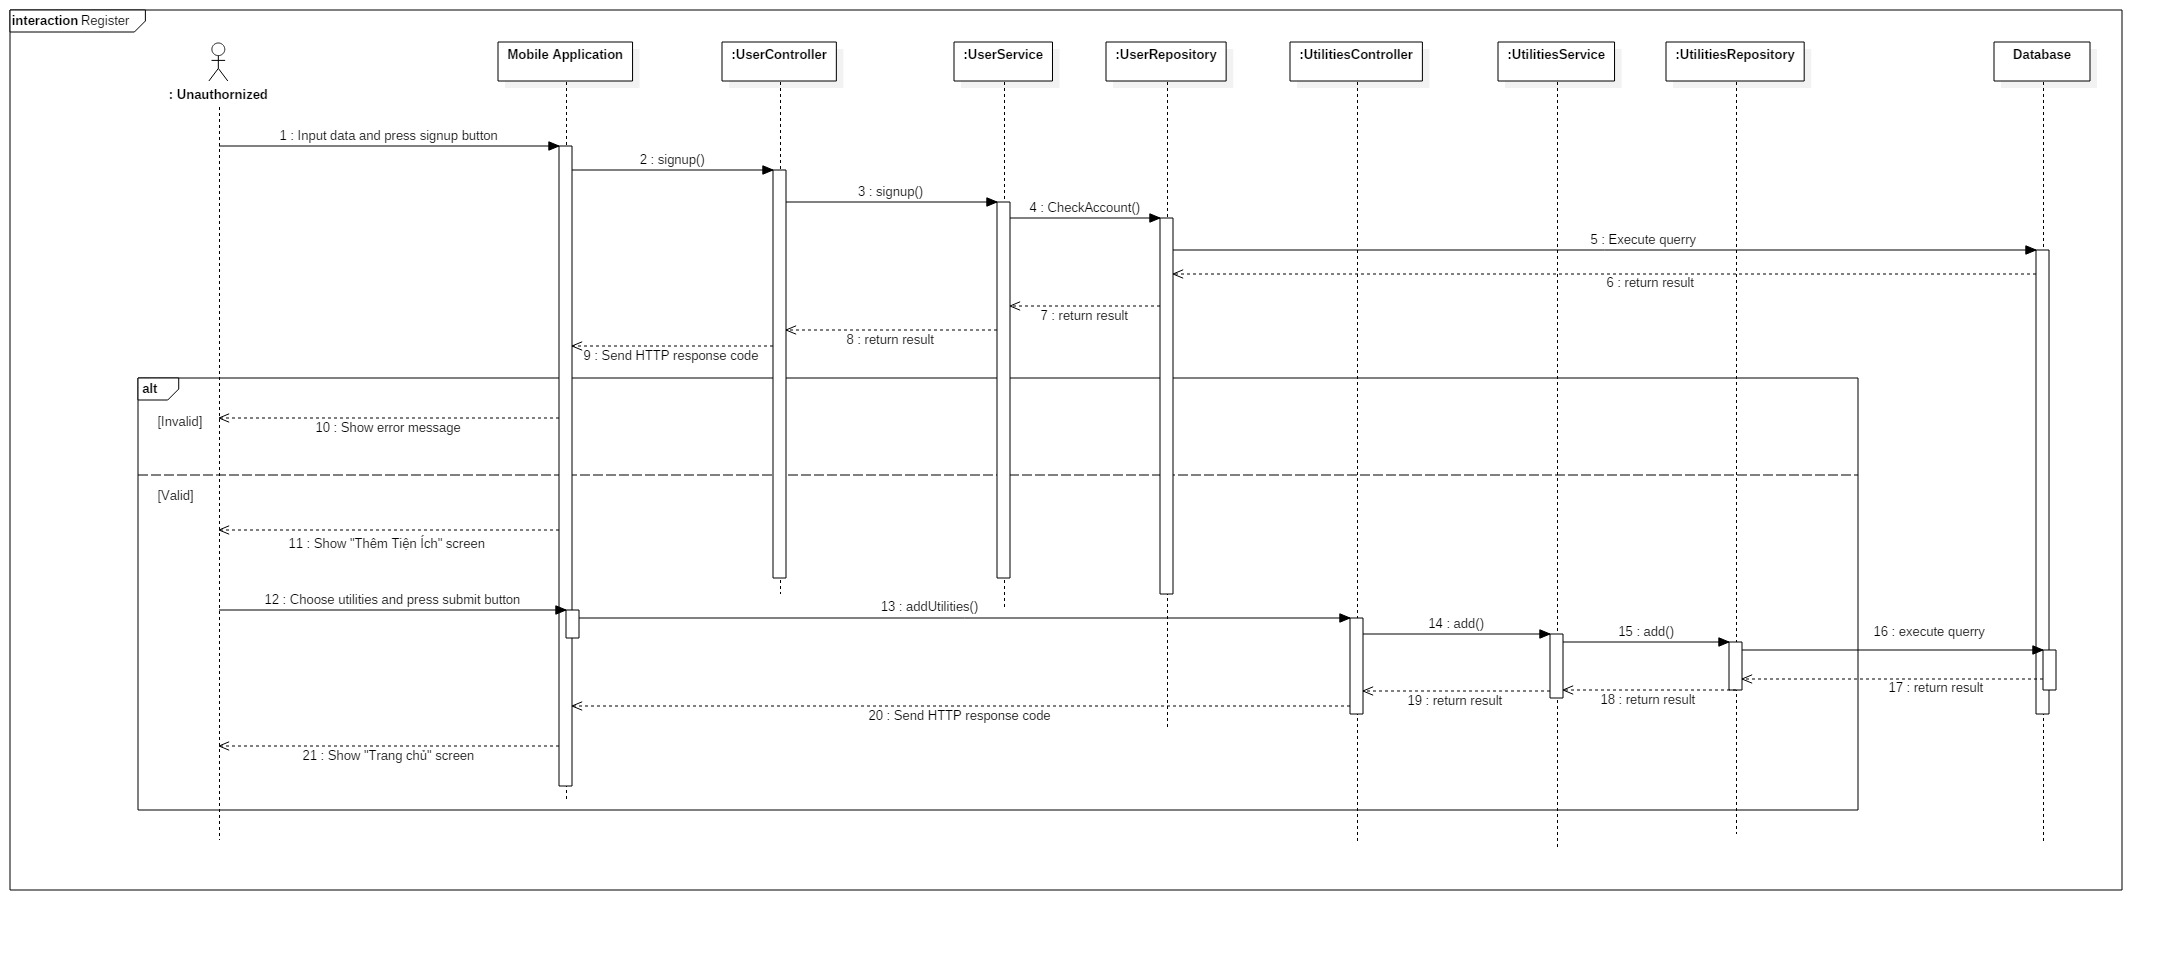 interaction Register
: Unauthornized
Mobile Application
:UserController
:UserService
:UserRepository
:UtilitiesController
:UtilitiesService
:UtilitiesRepository
Database
1 : Input data and press signup button
2 : signup()
3 : signup()
4 : CheckAccount()
5 : Execute querry
6 : return result
7 : return result
8 : return result
9 : Send HTTP response code
alt
[Invalid]
10 : Show error message
[Valid]
11 : Show "Thêm Tiện Ích" screen
12 : Choose utilities and press submit button
13 : addUtilities()
14 : add()
15 : add()
16 : execute querry
17 : return result
18 : return result
19 : return result
20 : Send HTTP response code
21 : Show "Trang chủ" screen